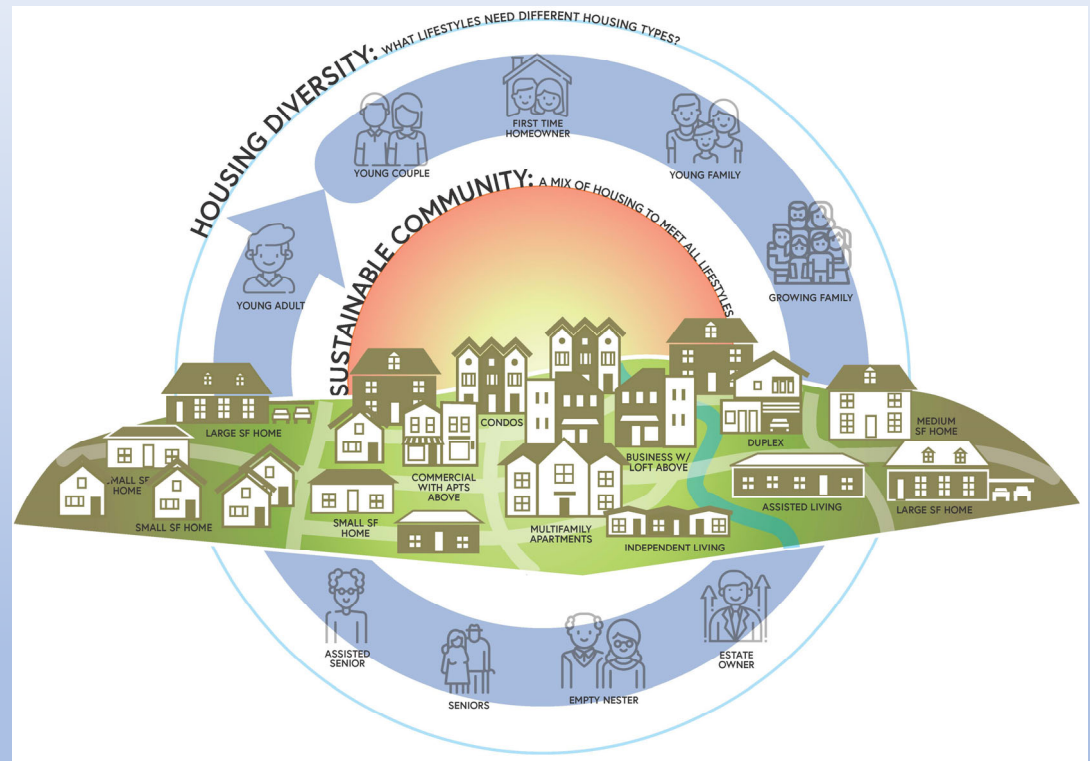 HOUSING DIVERSITY: WHAT LIFESTYLES NEED DIFFERENT HOUSING TYPES?
FIRST TIME
HOMEOWNER
YOUNG COUPLE
YOUNG FAMILY
SUSTAINABLE COMMUNITY: A MIX OF HOUSING TO MEET ALL LIFESTYLES
YOUNG ADULT
GROWING FAMILY
LARGE SF HOME
CONDOS
DUPLEX
MEDIUM
SF HOME
BUSINESS W/
LOFT ABOVE
COMMERCIAL
WITH APTS
ABOVE
SMALL SF
HOME
SMALL SF HOME
SMALL SF
HOME
MULTIFAMILY
APARTMENTS
ASSISTED LIVING
LARGE SF HOME
INDEPENDENT LIVING
ASSISTED
SENIOR
SENIORS
EMPTY NESTER
ESTATE
OWNER